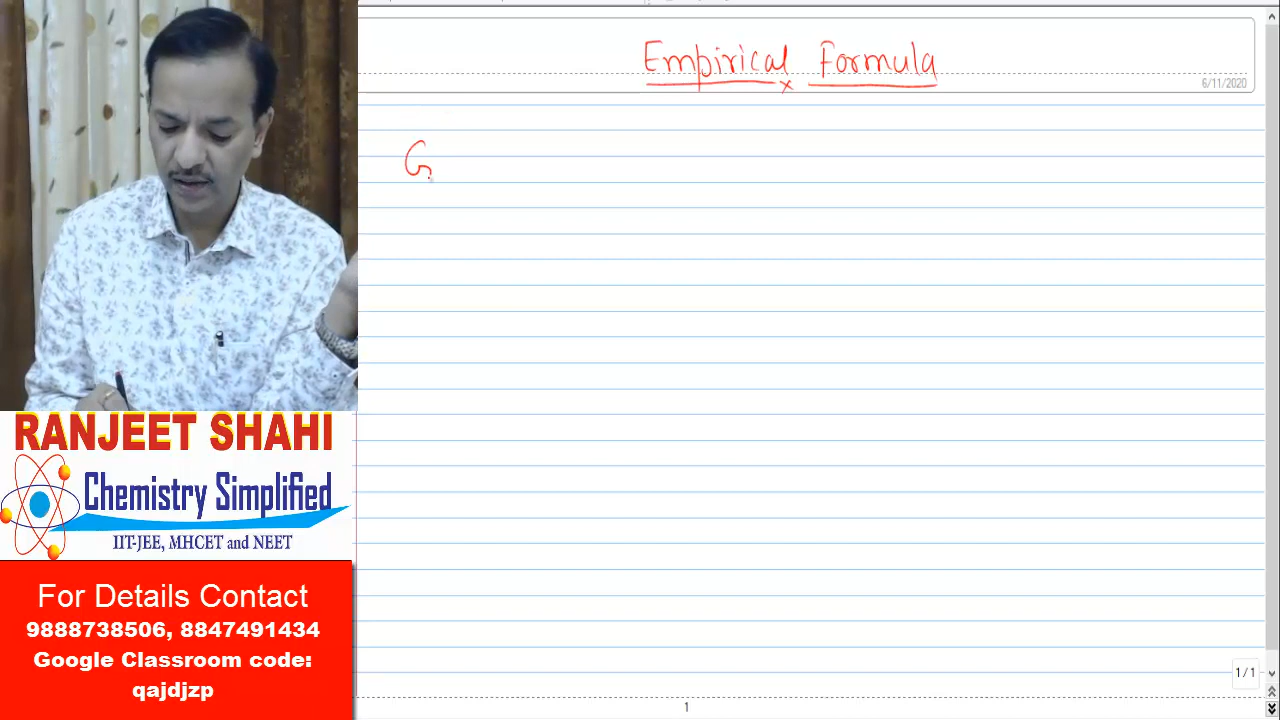 Empirical Formula
6/11/2020
G
RANJEET SHAHI
Chemistry Simplified
IIT-JEE, MHCET and NEET
For Details Contact
9888738506, 8847491434
Google Classroom code:
qajdjzp
1/1
1